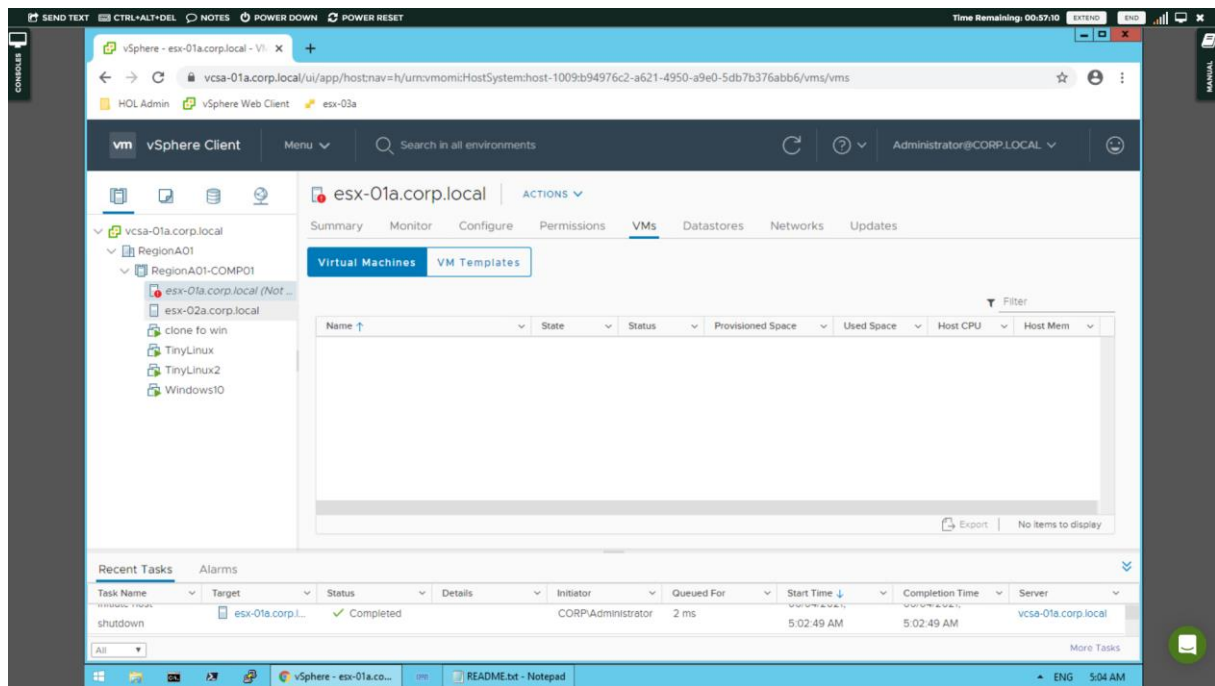 SEND TEXT CTRL+ALT+DEL NOTES POWER DOWN POWER RESET Time Remaining: 00:57:10 EXTEND END
CONSOLES
MANUAL
vSphere - esx-01a.corp.local - VM
vcsa-01a.corp.local/ui/app/host;nav=h/urn:vmomi:HostSystem:host-1009:b94976c2-a621-4950-a9e0-5db7b376abb6/vms/vms
HOL Admin vSphere Web Client esx-03a
vm vSphere Client Menu Search in all environments Administrator@CORP.LOCAL
esx-01a.corp.local ACTIONS
Summary Monitor Configure Permissions VMs Datastores Networks Updates
vcsa-01a.corp.local
RegionA01
RegionA01-COMP01
esx-01a.corp.local (Not ...
esx-02a.corp.local
clone fo win
TinyLinux
TinyLinux2
Windows10
Virtual Machines VM Templates
Filter
Name State Status Provisioned Space Used Space Host CPU Host Mem
Export No items to display
Recent Tasks Alarms
Task Name Target Status Details Initiator Queued For Start Time Completion Time Server
shutdown esx-01a.corp.l... Completed CORP\Administrator 2 ms 5:02:49 AM 5:02:49 AM vcsa-01a.corp.local
All More Tasks
vSphere - esx-01a.co... README.txt - Notepad ENG 5:04 AM